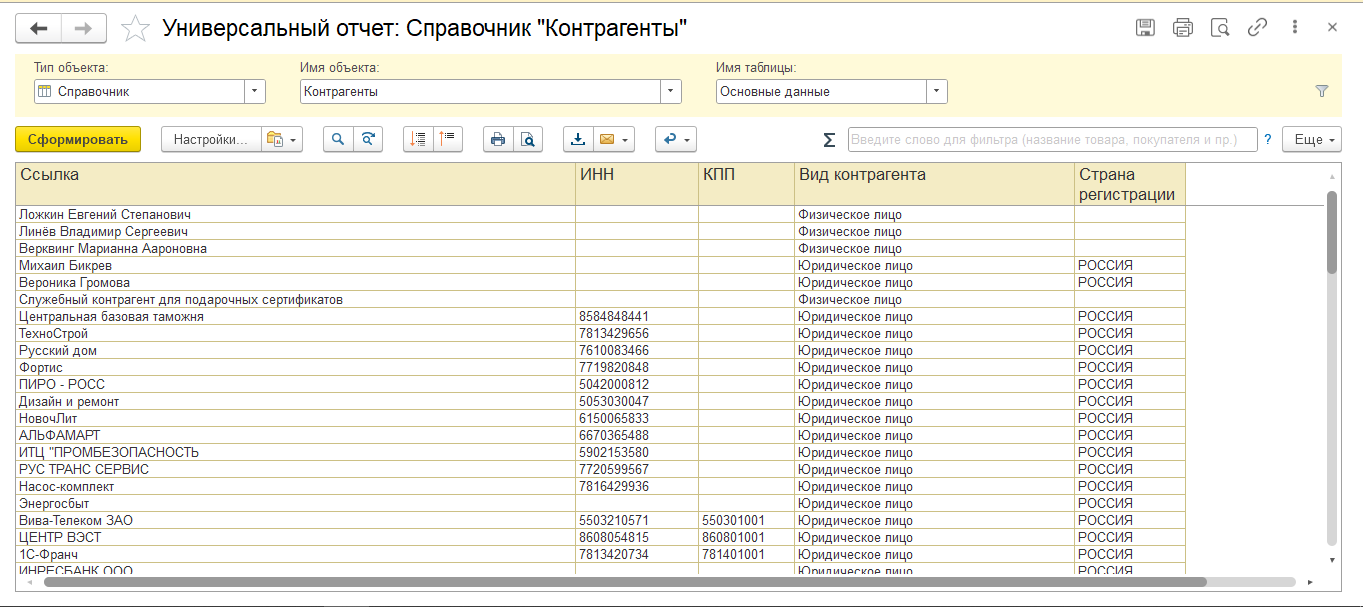 Универсальный отчет: Справочник "Контрагенты"
Тип объекта: Имя объекта: Имя таблицы:
Справочник Контрагенты Основные данные
Сформировать Настройки... Σ Введите слово для фильтра (название товара, покупателя и пр.) ? Еще
Ссылка ИНН КПП Вид контрагента Страна
регистрации
Ложкин Евгений Степанович Физическое лицо
Линёв Владимир Сергеевич Физическое лицо
Верквинг Марианна Аароновна Физическое лицо
Михаил Бикрев Юридическое лицо РОССИЯ
Вероника Громова Юридическое лицо РОССИЯ
Служебный контрагент для подарочных сертификатов Физическое лицо
Центральная базовая таможня 8584848441 Юридическое лицо РОССИЯ
ТехноСтрой 7813429656 Юридическое лицо РОССИЯ
Русский дом 7610083466 Юридическое лицо РОССИЯ
Фортис 7719820848 Юридическое лицо РОССИЯ
ПИРО - РОСС 5042000812 Юридическое лицо РОССИЯ
Дизайн и ремонт 5053030047 Юридическое лицо РОССИЯ
НовочЛит 6150065833 Юридическое лицо РОССИЯ
АЛЬФАМАРТ 6670365488 Юридическое лицо РОССИЯ
ИТЦ "ПРОМБЕЗОПАСНОСТЬ 5902153580 Юридическое лицо РОССИЯ
РУС ТРАНС СЕРВИС 7720599567 Юридическое лицо РОССИЯ
Насос-комплект 7816429936 Юридическое лицо РОССИЯ
Энергосбыт Юридическое лицо РОССИЯ
Вива-Телеком ЗАО 5503210571 550301001 Юридическое лицо РОССИЯ
ЦЕНТР ВЭСТ 8608054815 860801001 Юридическое лицо РОССИЯ
1С-Франч 7813420734 781401001 Юридическое лицо РОССИЯ
ИНРЕСБАНК ООО Юридическое лицо РОССИЯ